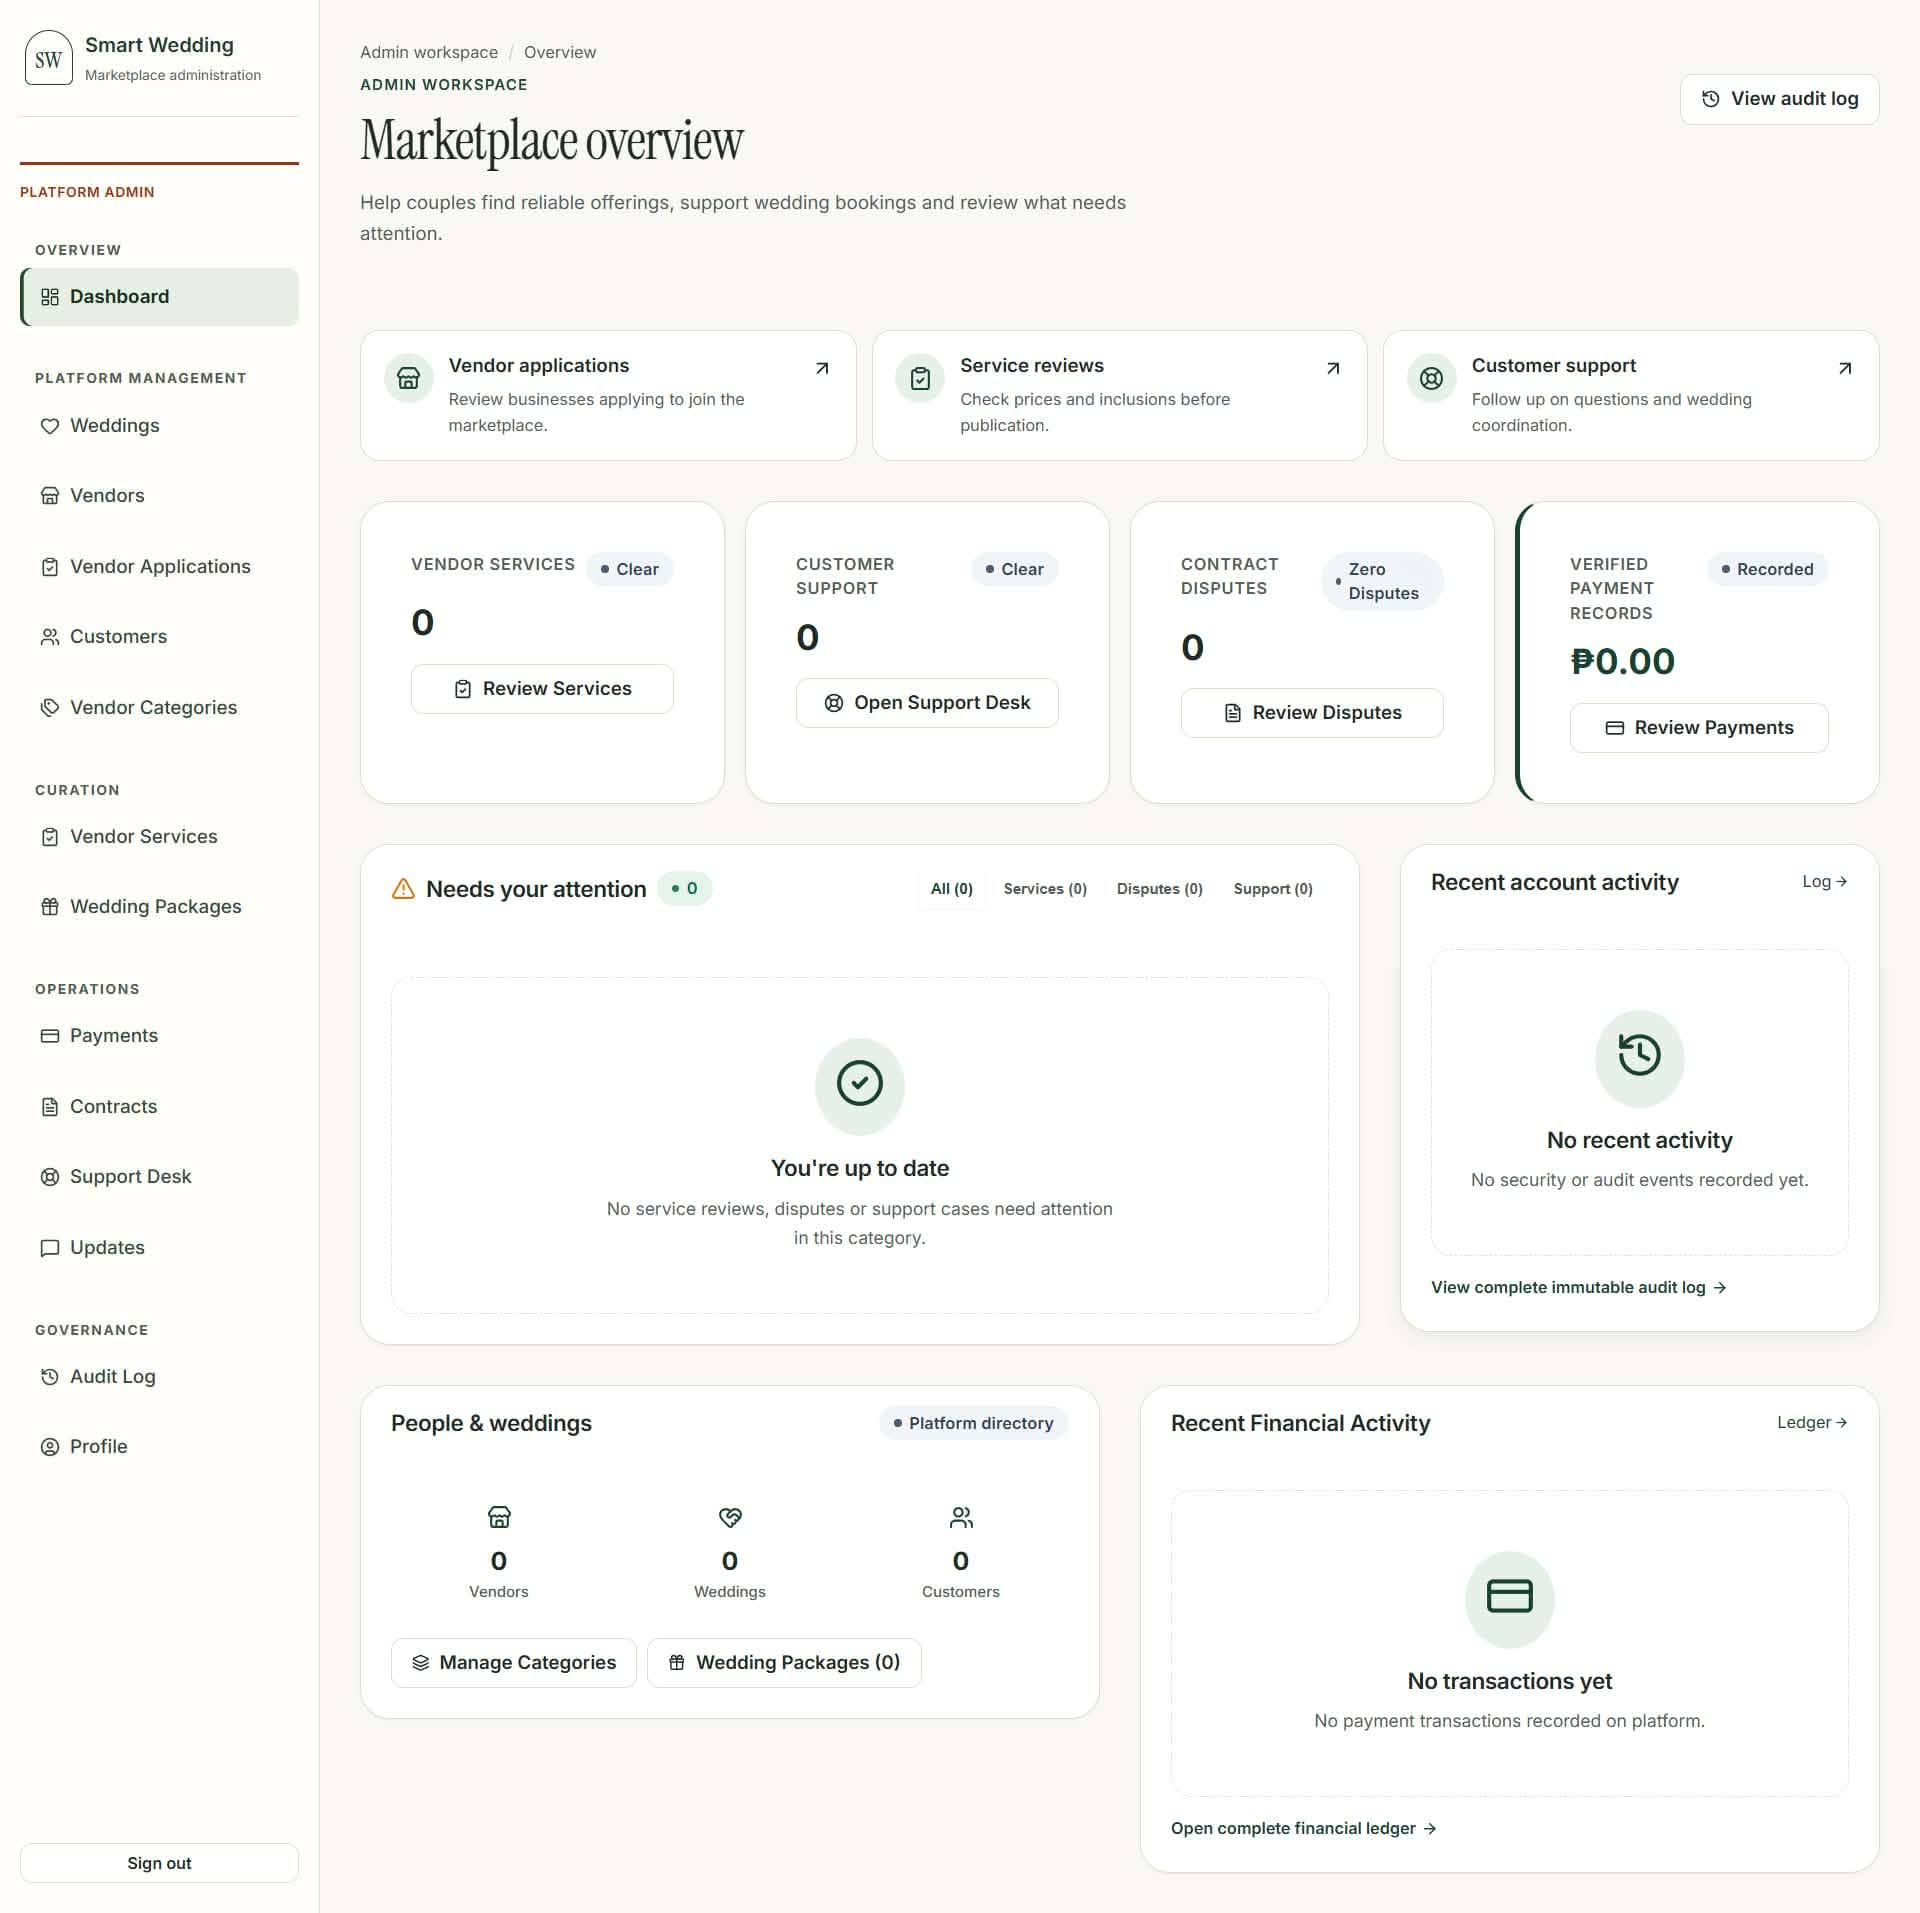 SW
Smart Wedding
Marketplace administration
PLATFORM ADMIN
OVERVIEW
Dashboard
PLATFORM MANAGEMENT
Weddings
Vendors
Vendor Applications
Customers
Vendor Categories
CURATION
Vendor Services
Wedding Packages
OPERATIONS
Payments
Contracts
Support Desk
Updates
GOVERNANCE
Audit Log
Profile
Sign out
Admin workspace / Overview
ADMIN WORKSPACE
Marketplace overview
Help couples find reliable offerings, support wedding bookings and review what needs
attention.
View audit log
Vendor applications
Review businesses applying to join the
marketplace.
Service reviews
Check prices and inclusions before
publication.
Customer support
Follow up on questions and wedding
coordination.
VENDOR SERVICES
Clear
0
Review Services
CUSTOMER
SUPPORT
Clear
0
Open Support Desk
CONTRACT
DISPUTES
Zero
Disputes
0
Review Disputes
VERIFIED
PAYMENT
RECORDS
Recorded
₱0.00
Review Payments
Needs your attention
0
All (0)
Services (0)
Disputes (0)
Support (0)
You're up to date
No service reviews, disputes or support cases need attention
in this category.
Recent account activity
Log →
No recent activity
No security or audit events recorded yet.
View complete immutable audit log →
People & weddings
Platform directory
0
Vendors
0
Weddings
0
Customers
Manage Categories
Wedding Packages (0)
Recent Financial Activity
Ledger →
No transactions yet
No payment transactions recorded on platform.
Open complete financial ledger →